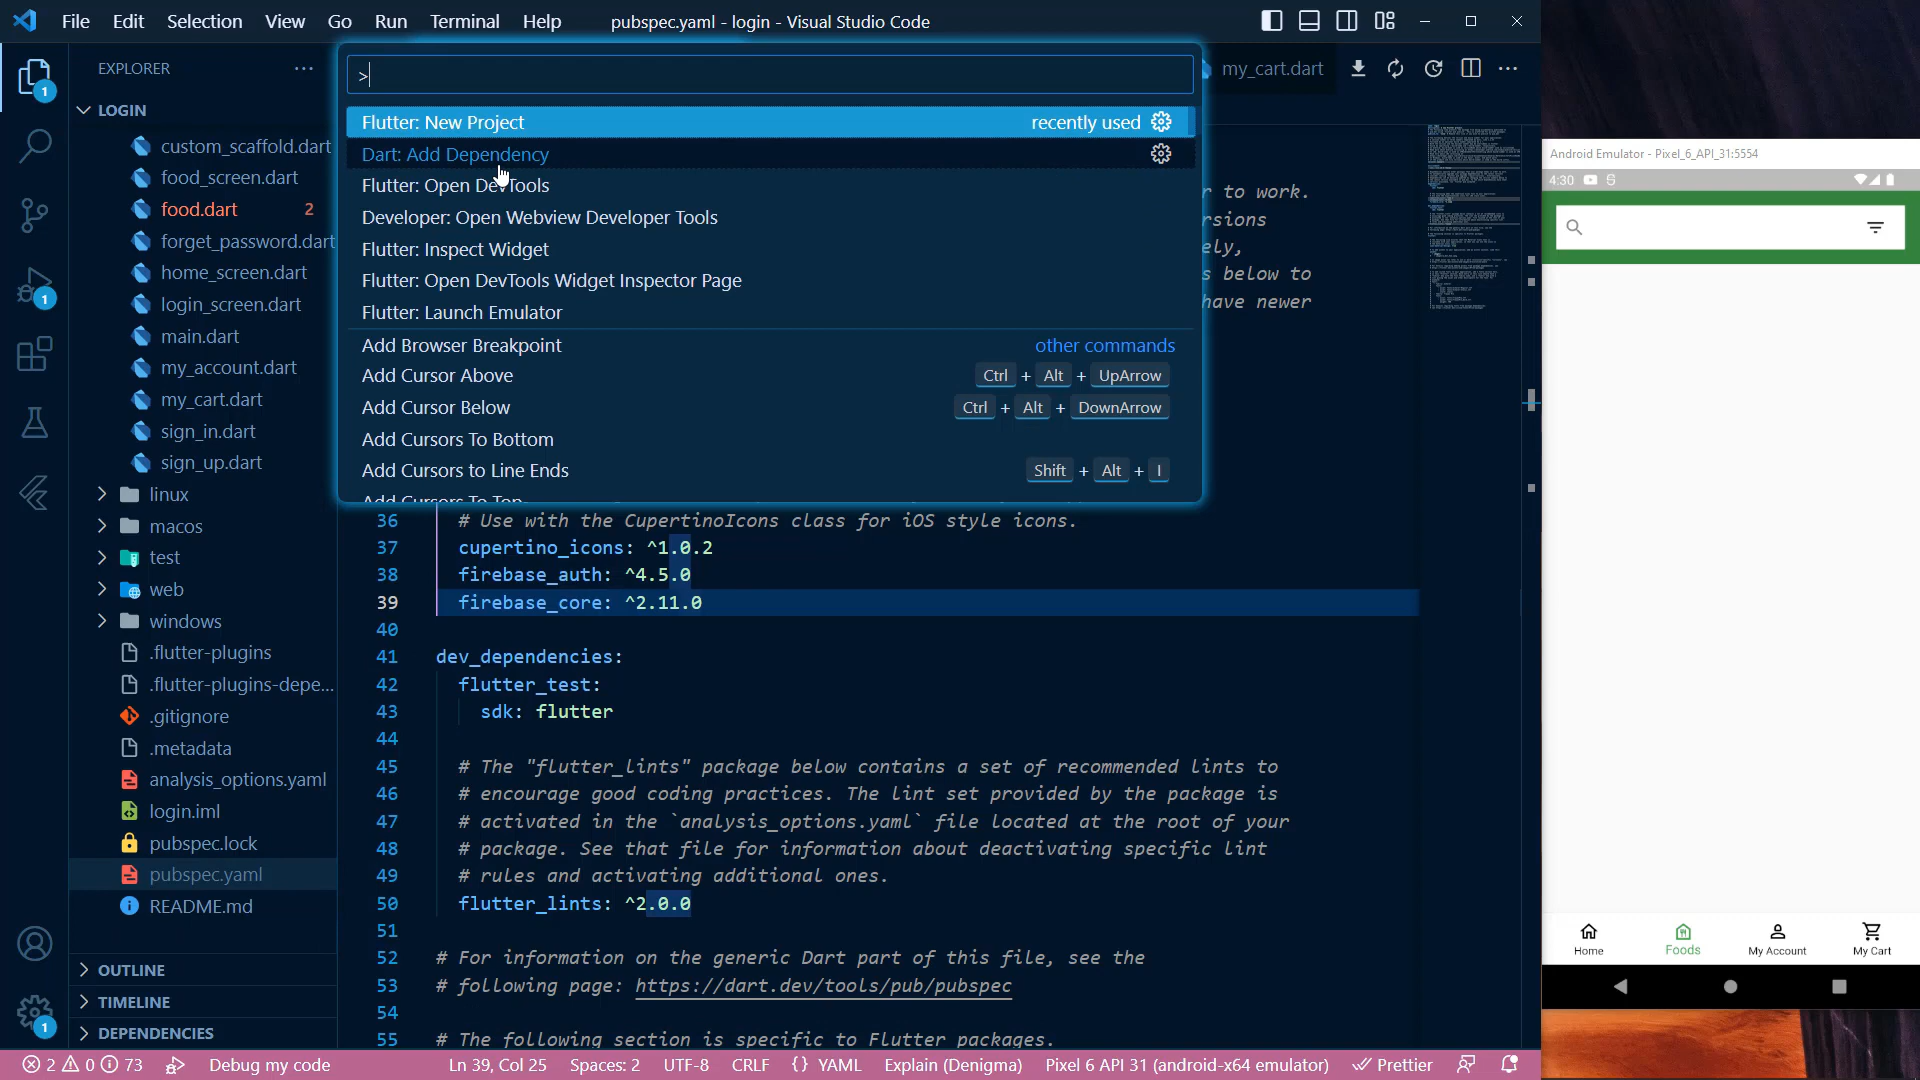 File Edit Selection View Go Run Terminal Help
pubspec.yaml - login - Visual Studio Code
EXPLORER
LOGIN
custom_scaffold.dart
food_screen.dart
food.dart 2
forget_password.dart
home_screen.dart
login_screen.dart
main.dart
my_account.dart
my_cart.dart
sign_in.dart
sign_up.dart
linux
macos
test
web
windows
.flutter-plugins
.flutter-plugins-depe...
.gitignore
.metadata
analysis_options.yaml
login.iml
pubspec.lock
pubspec.yaml
README.md
OUTLINE
TIMELINE
DEPENDENCIES
1
1
1
>
Flutter: New Project recently used
Dart: Add Dependency
Flutter: Open DevTools
Developer: Open Webview Developer Tools
Flutter: Inspect Widget
Flutter: Open DevTools Widget Inspector Page
Flutter: Launch Emulator
Add Browser Breakpoint other commands
Add Cursor Above Ctrl + Alt + UpArrow
Add Cursor Below Ctrl + Alt + DownArrow
Add Cursors To Bottom
Add Cursors to Line Ends Shift + Alt + I
Add Cursors To Top
my_cart.dart
r to work.
rsions
ely,
s below to
have newer
36 # Use with the CupertinoIcons class for iOS style icons.
37 cupertino_icons: ^1.0.2
38 firebase_auth: ^4.5.0
39 firebase_core: ^2.11.0
40
41 dev_dependencies:
42 flutter_test:
43 sdk: flutter
44
45 # The "flutter_lints" package below contains a set of recommended lints to
46 # encourage good coding practices. The lint set provided by the package is
47 # activated in the `analysis_options.yaml` file located at the root of your
48 # package. See that file for information about deactivating specific lint
49 # rules and activating additional ones.
50 flutter_lints: ^2.0.0
51
52 # For information on the generic Dart part of this file, see the
53 # following page: https://dart.dev/tools/pub/pubspec
54
55 # The following section is specific to Flutter packages.
2 0 73 Debug my code Ln 39, Col 25 Spaces: 2 UTF-8 CRLF {} YAML Explain (Denigma) Pixel 6 API 31 (android-x64 emulator) Prettier
Android Emulator - Pixel_6_API_31:5554
4:30
Home Foods My Account My Cart